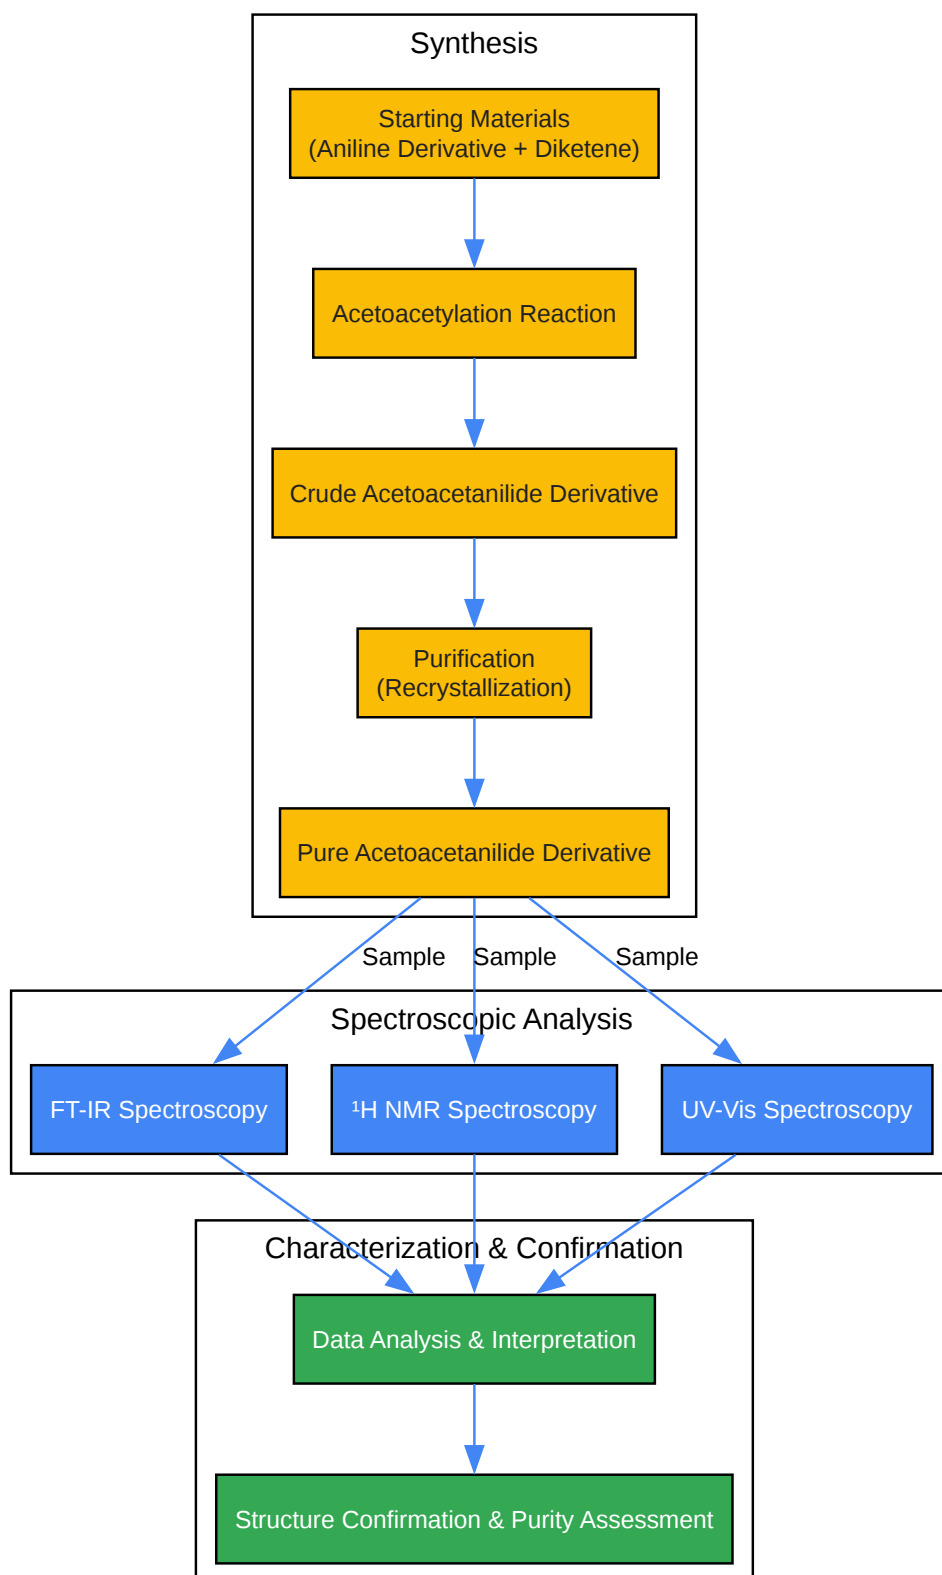 Synthesis
Starting Materials
(Aniline Derivative + Diketene)
Acetoacetylation Reaction
Crude Acetoacetanilide Derivative
Purification
(Recrystallization)
Pure Acetoacetanilide Derivative
Sample
Sample
Sample
Spectroscopic Analysis
FT-IR Spectroscopy
¹H NMR Spectroscopy
UV-Vis Spectroscopy
Characterization & Confirmation
Data Analysis & Interpretation
Structure Confirmation & Purity Assessment